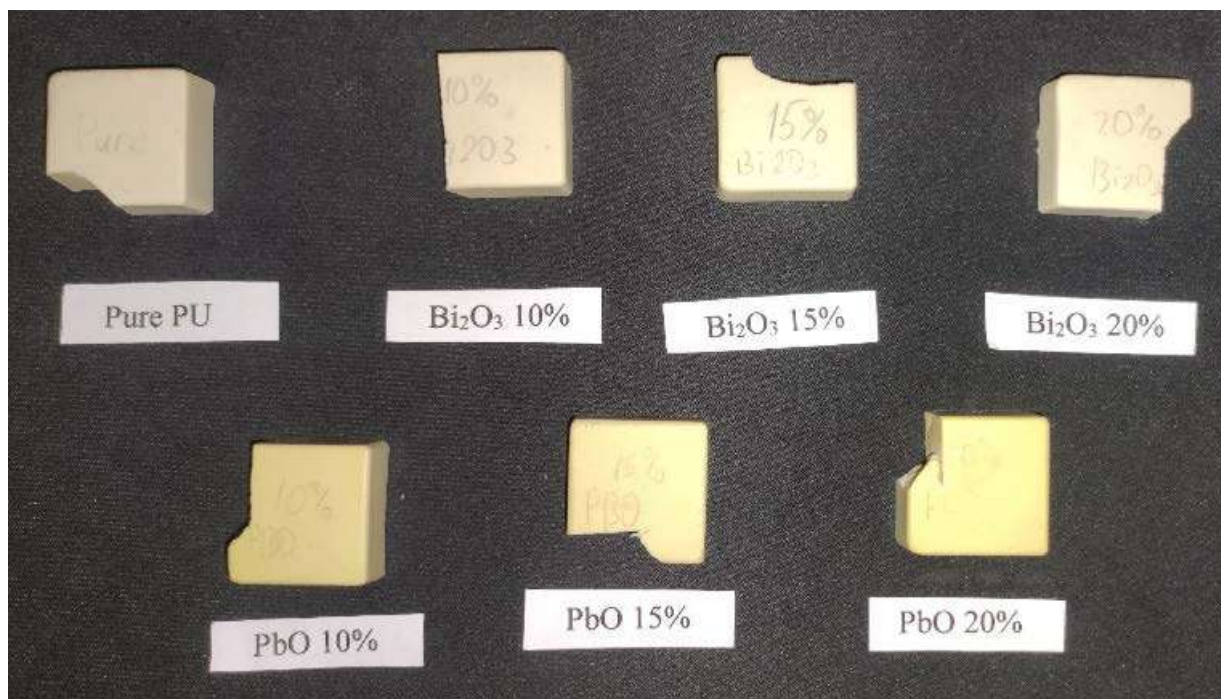 Pure
10%
203
15%
Bi2O3
20%
Bi2O3
Pure PU
Bi₂O₃ 10%
Bi₂O₃ 15%
Bi₂O₃ 20%
10%
15%
PBO
PbO 10%
PbO 15%
PbO 20%